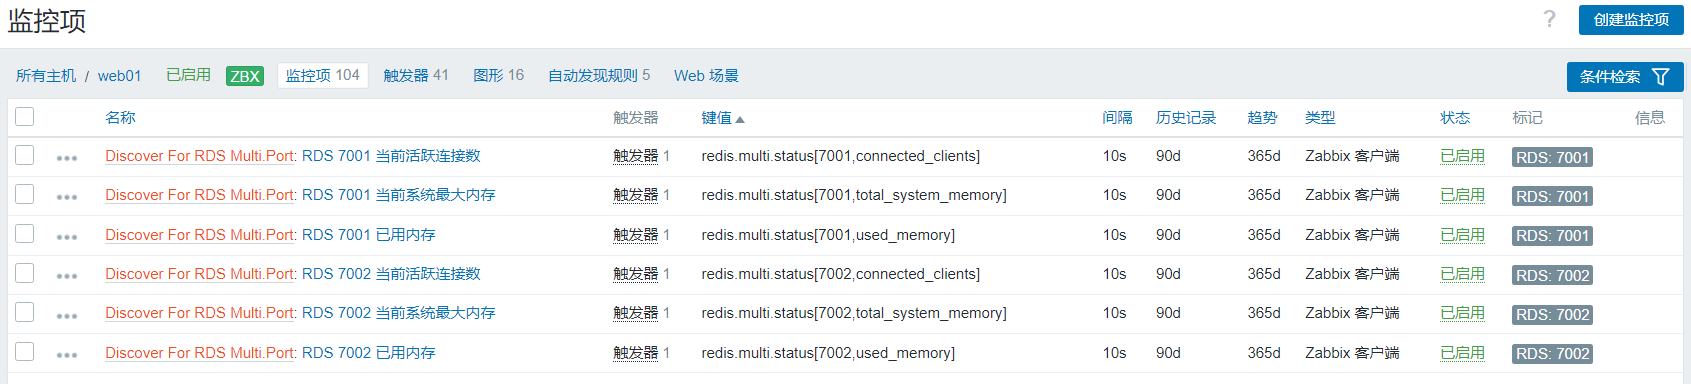 监控项
? 创建监控项
所有主机 / web01 已启用 ZBX 监控项 104 触发器 41 图形 16 自动发现规则 5 Web 场景 条件检索
名称 触发器 键值 间隔 历史记录 趋势 类型 状态 标记 信息
Discover For RDS Multi.Port: RDS 7001 当前活跃连接数 触发器 1 redis.multi.status[7001,connected_clients] 10s 90d 365d Zabbix 客户端 已启用 RDS: 7001
Discover For RDS Multi.Port: RDS 7001 当前系统最大内存 触发器 1 redis.multi.status[7001,total_system_memory] 10s 90d 365d Zabbix 客户端 已启用 RDS: 7001
Discover For RDS Multi.Port: RDS 7001 已用内存 触发器 1 redis.multi.status[7001,used_memory] 10s 90d 365d Zabbix 客户端 已启用 RDS: 7001
Discover For RDS Multi.Port: RDS 7002 当前活跃连接数 触发器 1 redis.multi.status[7002,connected_clients] 10s 90d 365d Zabbix 客户端 已启用 RDS: 7002
Discover For RDS Multi.Port: RDS 7002 当前系统最大内存 触发器 1 redis.multi.status[7002,total_system_memory] 10s 90d 365d Zabbix 客户端 已启用 RDS: 7002
Discover For RDS Multi.Port: RDS 7002 已用内存 触发器 1 redis.multi.status[7002,used_memory] 10s 90d 365d Zabbix 客户端 已启用 RDS: 7002